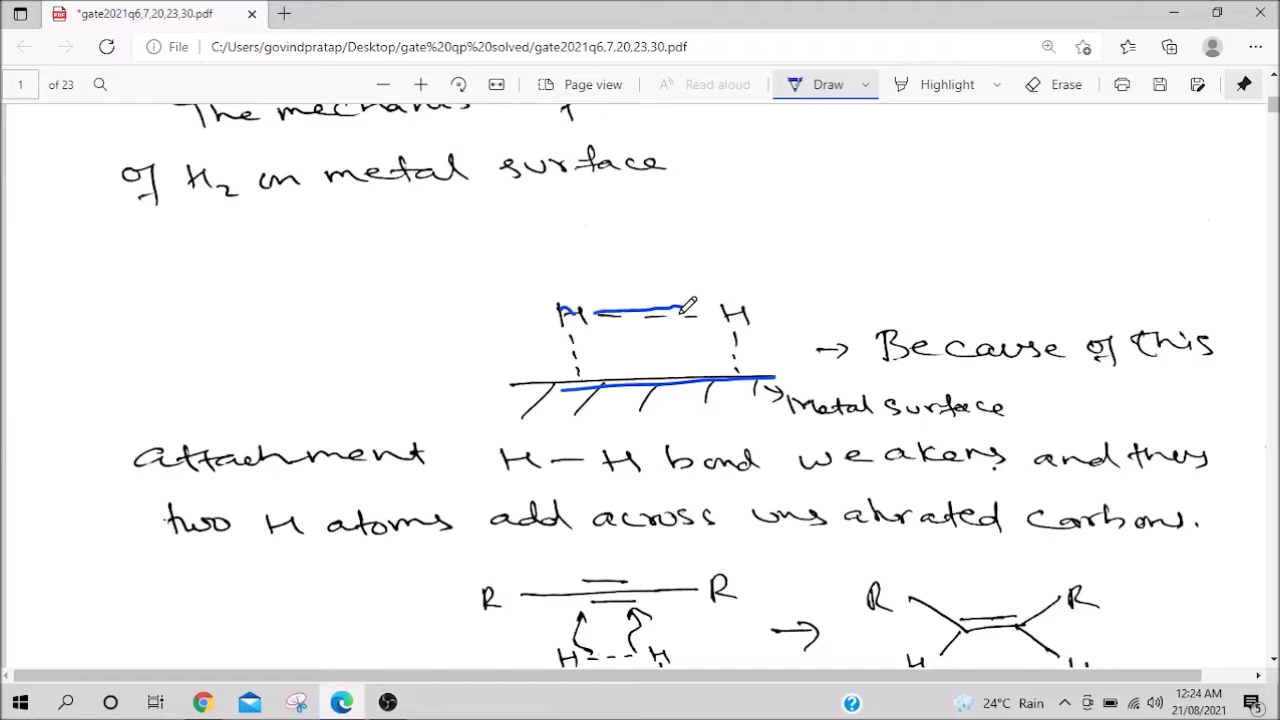 *gate2021q6,7,20,23,30.pdf
File C:/Users/govindpratap/Desktop/gate%20qp%20solved/gate2021q6,7,20,23,30.pdf
1 of 23 Page view Read aloud Draw Highlight Erase
The
of H2 on metal surface
H H
→ Because of this
Metal surface
attachment H-H bond weakens and they
two H atoms add across unsaturated carbons.
R R → R R
H H H
24°C Rain 12:24 AM
21/08/2021
5